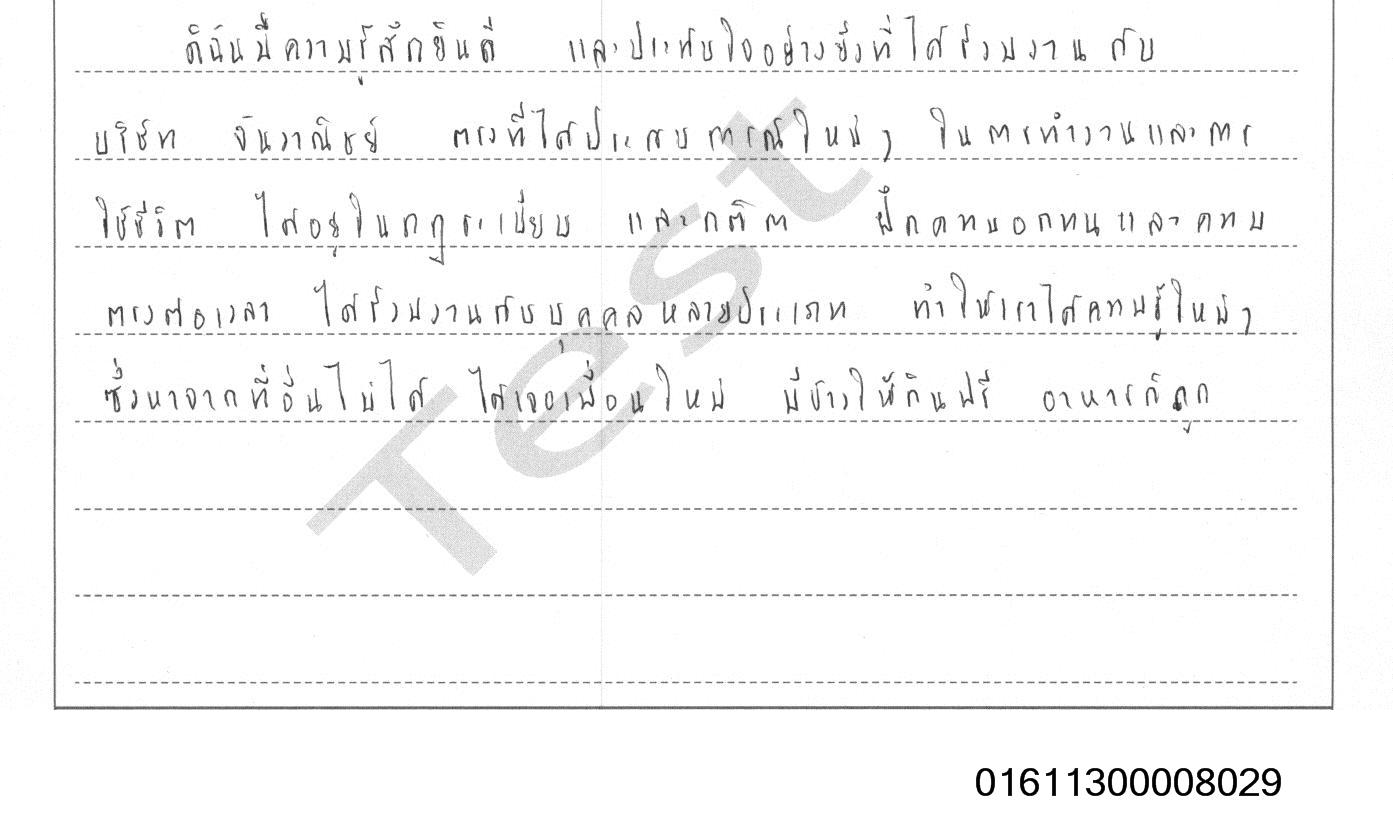 ดิฉันมีความรู้สึกยินดี และประทับใจอย่างยิ่งที่ได้ร่วมงานกับ
บริษัท จันวาณิชย์ ตรงที่ได้ประสบการณ์ใหม่ๆ ในการทำงานและการ
ใช้ชีวิต ได้อยู่ในกฎระเบียบ และกติกา ฝึกความอดทนและความ
ตรงต่อเวลา ได้ร่วมงานกับบุคคลหลายประเภท ทำให้เราได้ความรู้ใหม่ๆ
ซึ่งหาจากที่อื่นไม่ได้ ได้เจอเพื่อนใหม่ มีข้าวให้กินฟรี อาหารก็ถูก
Test
01611300008029